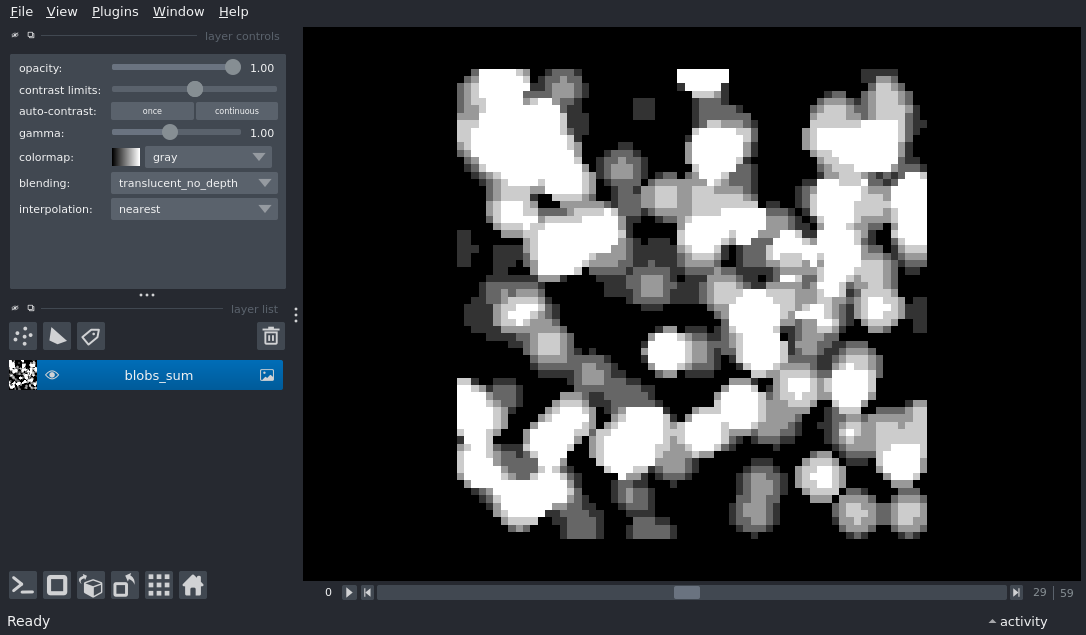 File View Plugins Window Help
layer controls
opacity: 1.00
contrast limits:
auto-contrast: once continuous
gamma: 1.00
colormap: gray
blending: translucent_no_depth
interpolation: nearest
layer list
blobs_sum
0 29 59
Ready activity